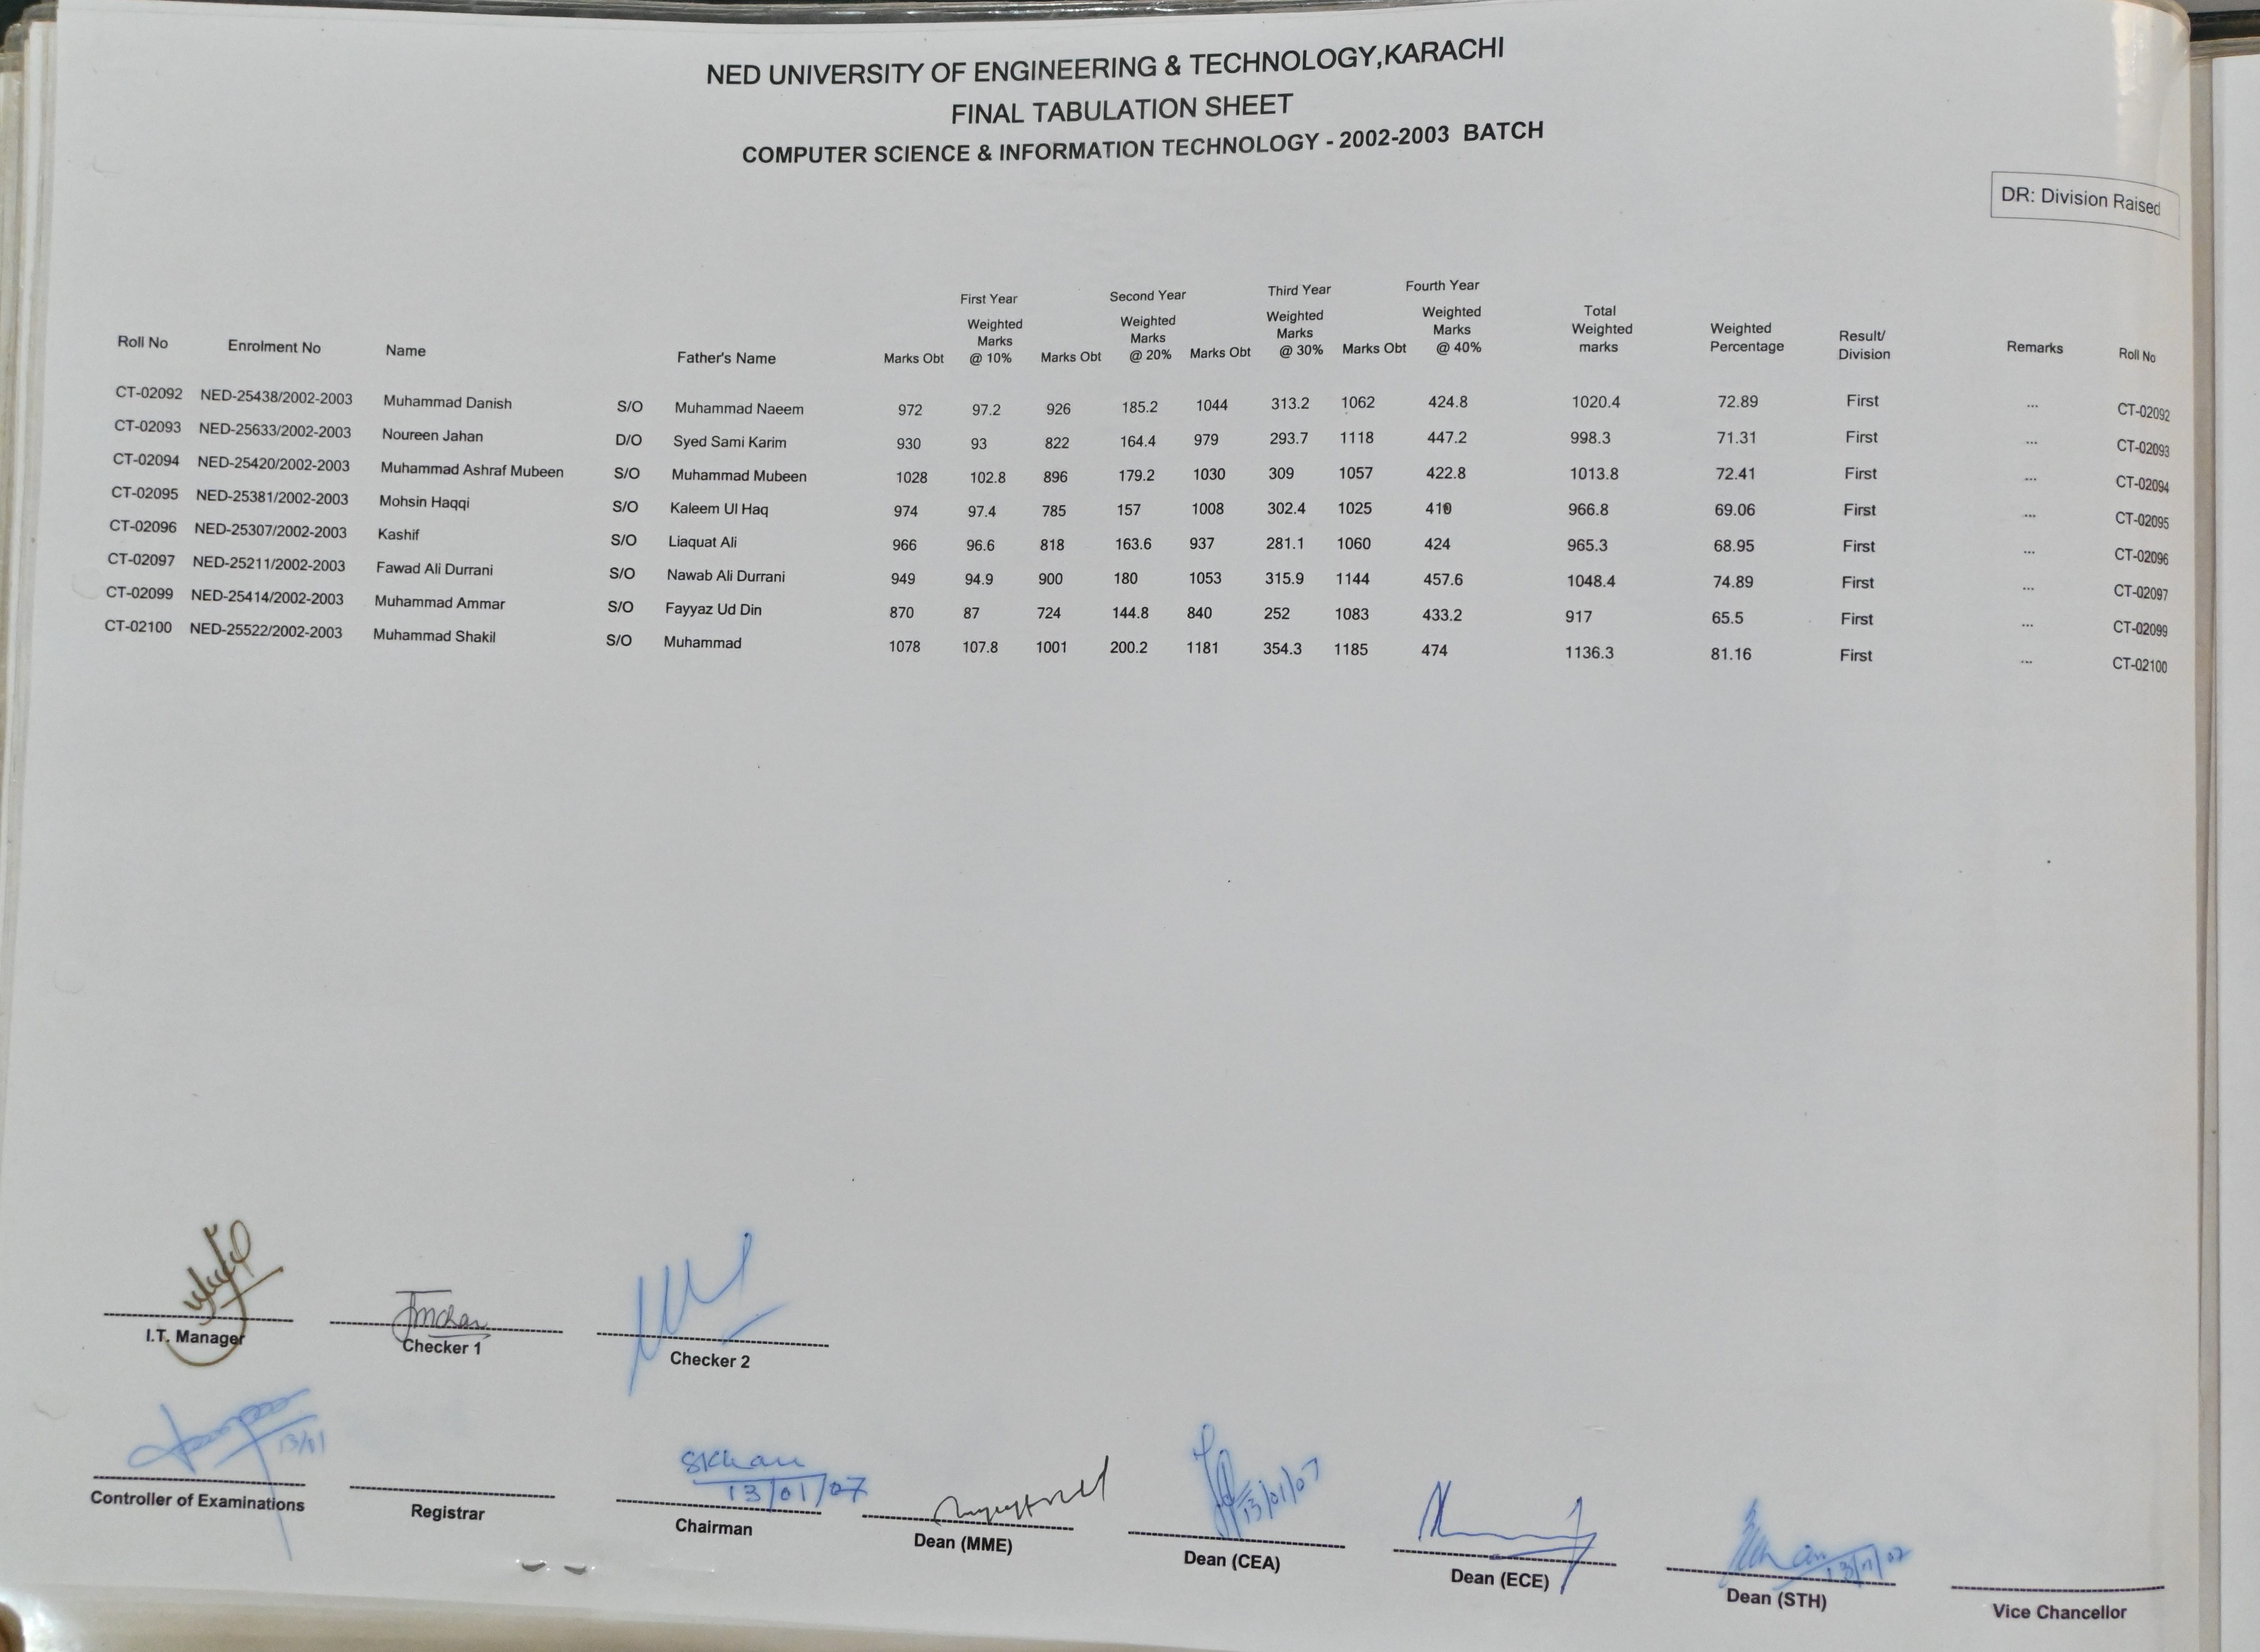 NED UNIVERSITY OF ENGINEERING & TECHNOLOGY,KARACHI
FINAL TABULATION SHEET
COMPUTER SCIENCE & INFORMATION TECHNOLOGY - 2002-2003 BATCH
DR: Division Raised
First Year Second Year Third Year Fourth Year
Roll No Enrolment No Name Father's Name Marks Obt Weighted Marks @ 10% Marks Obt Weighted Marks @ 20% Marks Obt Weighted Marks @ 30% Marks Obt Weighted Marks @ 40% Total Weighted marks Weighted Percentage Result/ Division Remarks Roll No
CT-02092 NED-25438/2002-2003 Muhammad Danish S/O Muhammad Naeem 972 97.2 926 185.2 1044 313.2 1062 424.8 1020.4 72.89 First ... CT-02092
CT-02093 NED-25633/2002-2003 Noureen Jahan D/O Syed Sami Karim 930 93 822 164.4 979 293.7 1118 447.2 998.3 71.31 First ... CT-02093
CT-02094 NED-25420/2002-2003 Muhammad Ashraf Mubeen S/O Muhammad Mubeen 1028 102.8 896 179.2 1030 309 1057 422.8 1013.8 72.41 First ... CT-02094
CT-02095 NED-25381/2002-2003 Mohsin Haqqi S/O Kaleem Ul Haq 974 97.4 785 157 1008 302.4 1025 410 966.8 69.06 First ... CT-02095
CT-02096 NED-25307/2002-2003 Kashif S/O Liaquat Ali 966 96.6 818 163.6 937 281.1 1060 424 965.3 68.95 First ... CT-02096
CT-02097 NED-25211/2002-2003 Fawad Ali Durrani S/O Nawab Ali Durrani 949 94.9 900 180 1053 315.9 1144 457.6 1048.4 74.89 First ... CT-02097
CT-02099 NED-25414/2002-2003 Muhammad Ammar S/O Fayyaz Ud Din 870 87 724 144.8 840 252 1083 433.2 917 65.5 First ... CT-02099
CT-02100 NED-25522/2002-2003 Muhammad Shakil S/O Muhammad 1078 107.8 1001 200.2 1181 354.3 1185 474 1136.3 81.16 First ... CT-02100
I.T. Manager Checker 1 Checker 2
13/01
SKhan
13/01/07
13/01/07
Controller of Examinations Registrar Chairman Dean (MME) Dean (CEA) Dean (ECE) Dean (STH) Vice Chancellor